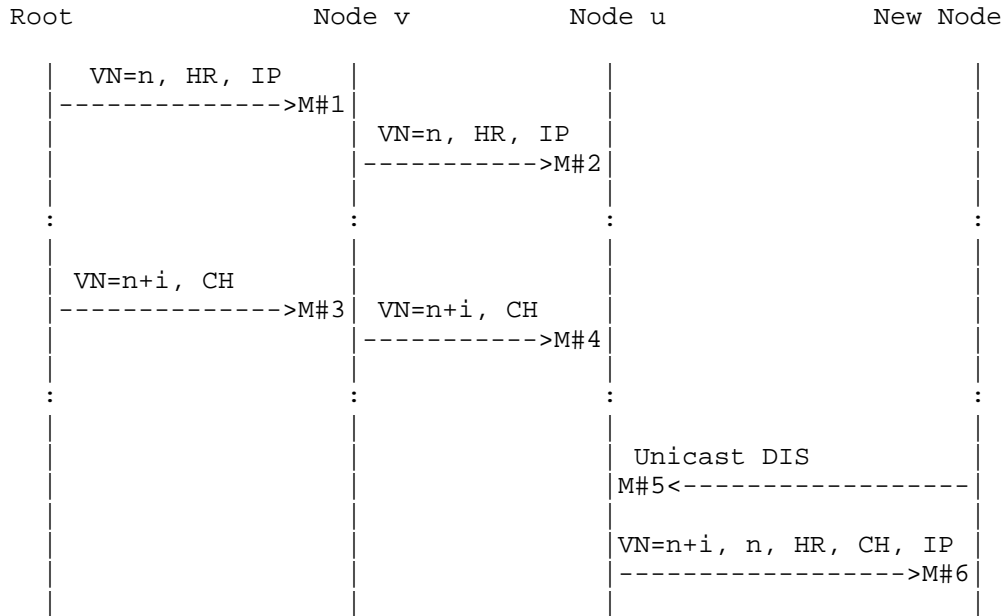 Root Node v Node u New Node
VN=n, HR, IP
-------------->M#1
VN=n, HR, IP
----------->M#2
VN=n+i, CH
-------------->M#3 VN=n+i, CH
----------->M#4
Unicast DIS
M#5<------------------
VN=n+i, n, HR, CH, IP
------------------>M#6